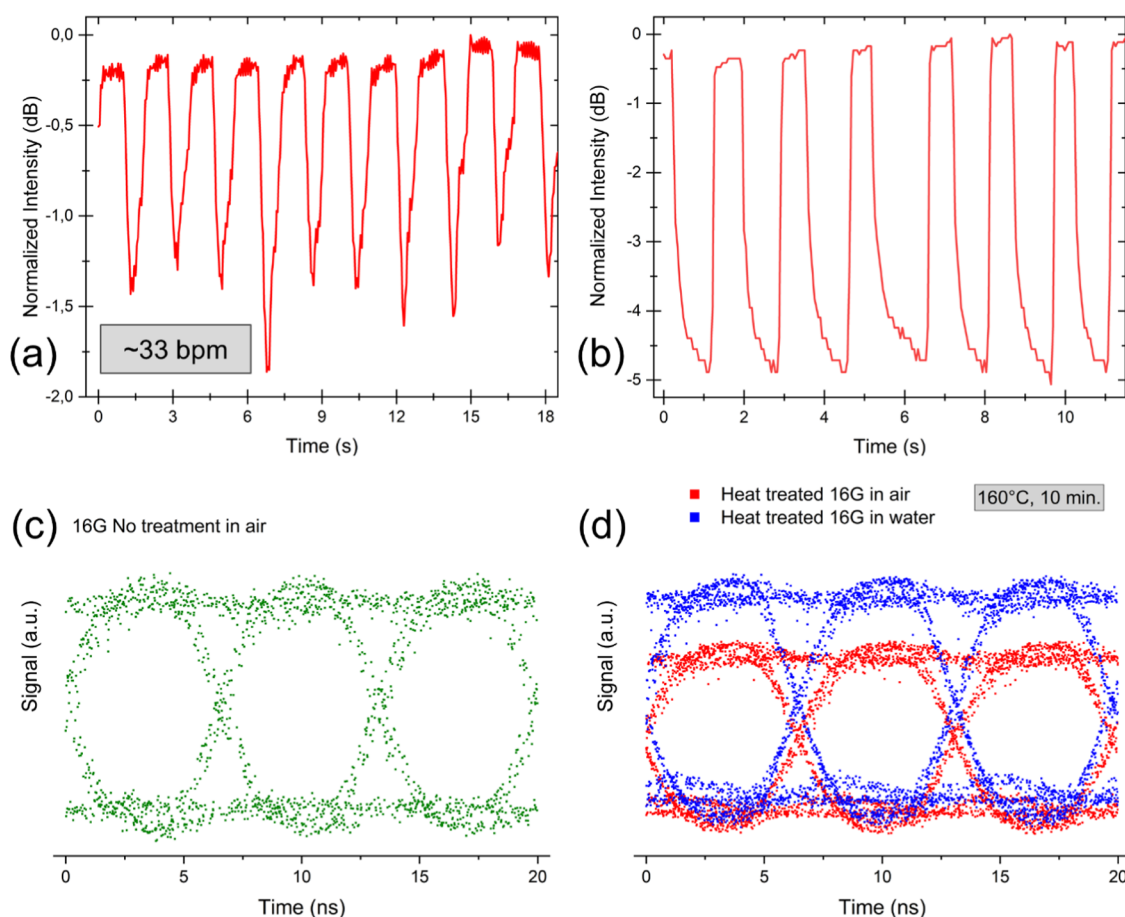 0,0
-0,5
-1,0
-1,5
-2,0
Normalized Intensity (dB)
(a)
~33 bpm
0 3 6 9 12 15 18
Time (s)
0
-1
-2
-3
-4
-5
Normalized Intensity (dB)
(b)
0 2 4 6 8 10
Time (s)
(c) 16G No treatment in air
Signal (a.u.)
0 5 10 15 20
Time (ns)
(d)
Heat treated 16G in air
Heat treated 16G in water
160°C, 10 min.
Signal (a.u.)
0 5 10 15 20
Time (ns)